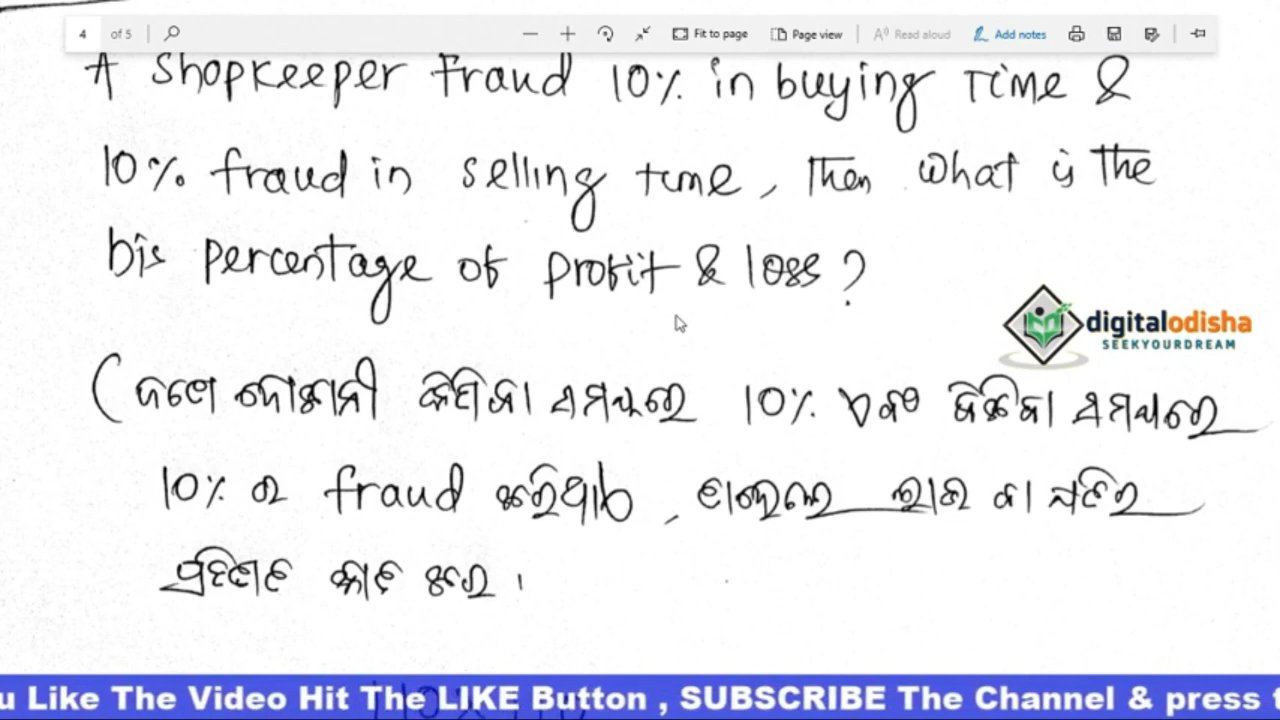 4 of 5 Fit to page Page view Read aloud Add notes
A Shopkeeper Fraud 10% in buying Time &
10% fraud in selling time, Then what is the
his percentage of profit & loss?
digitalodisha
SEEKYOURDREAM
(ଜଣେ ଦୋକାନୀ କିଣିବା ସମୟରେ 10% ଏବଂ ବିକିବା ସମୟରେ
10% ର fraud କରିଥାଏ, ତାହେଲେ ଲାଭ ବା କ୍ଷତିର
ପ୍ରତିଶତ କେତେ
u Like The Video Hit The LIKE Button , SUBSCRIBE The Channel & press t